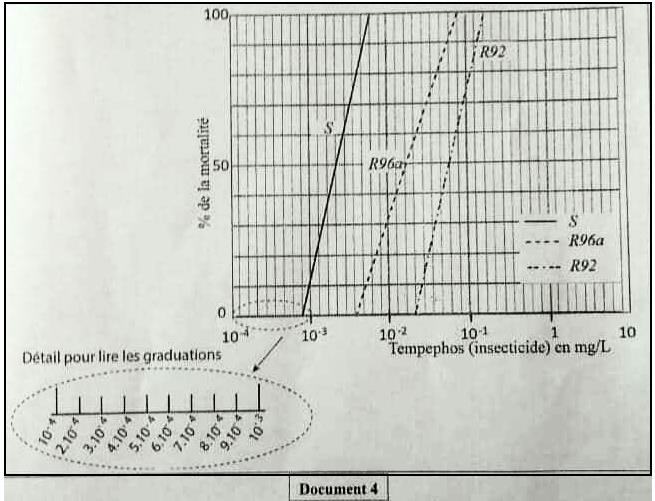 100
50
0
% de la mortalité
S
R96a
R92
S
R96a
R92
10⁻⁴
10⁻³
10⁻²
10⁻¹
1
10
Tempephos (insecticide) en mg/L
Détail pour lire les graduations
10⁻⁴
2.10⁻⁴
3.10⁻⁴
4.10⁻⁴
5.10⁻⁴
6.10⁻⁴
7.10⁻⁴
8.10⁻⁴
9.10⁻⁴
10⁻³
Document 4